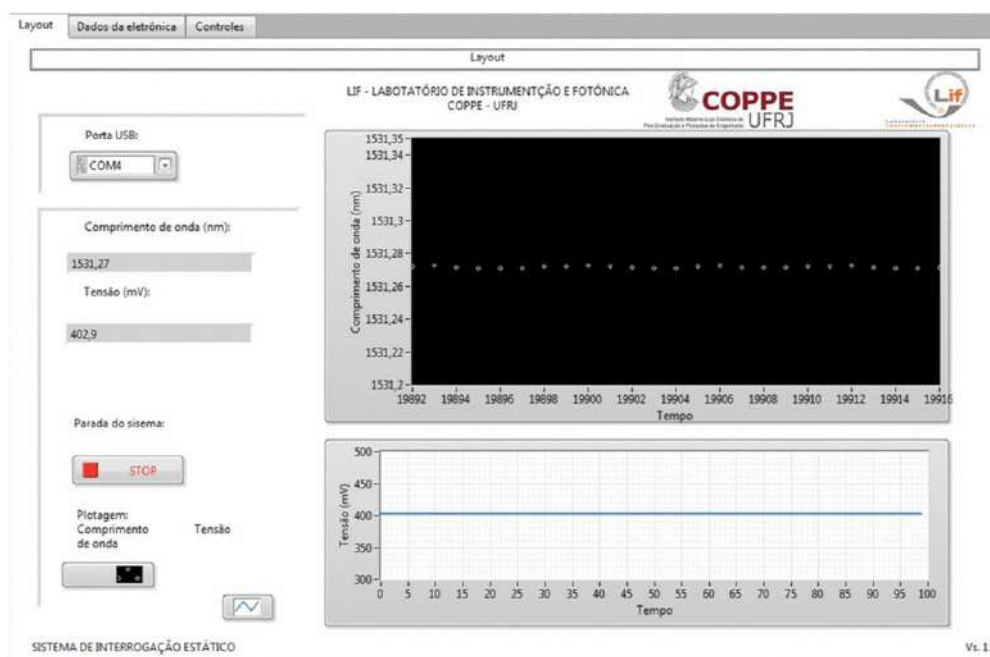 Layout
Dados da eletrónica
Controles
Layout
LIF - LABOTATÓRIO DE INSTRUMENTÇÃO E FOTÔNICA
COPPE - UFRJ
COPPE
UFRJ
Lif
Porta USB:
COM4
Comprimento de onda (nm):
1531,27
Tensão (mV):
402,9
Parada do sisema:
STOP
Plotagem:
Comprimento
de onda
Tensão
Comprimento de onda (nm)
1531,35
1531,34
1531,32
1531,3
1531,28
1531,26
1531,24
1531,22
1531,2
19892 19894 19896 19898 19900 19902 19904 19906 19908 19910 19912 19914 19916
Tempo
Tensão (mV)
500
450
400
350
300
0 5 10 15 20 25 30 35 40 45 50 55 60 65 70 75 80 85 90 95 100
Tempo
SISTEMA DE INTERROGAÇÃO ESTÁTICO
Vs. 1.